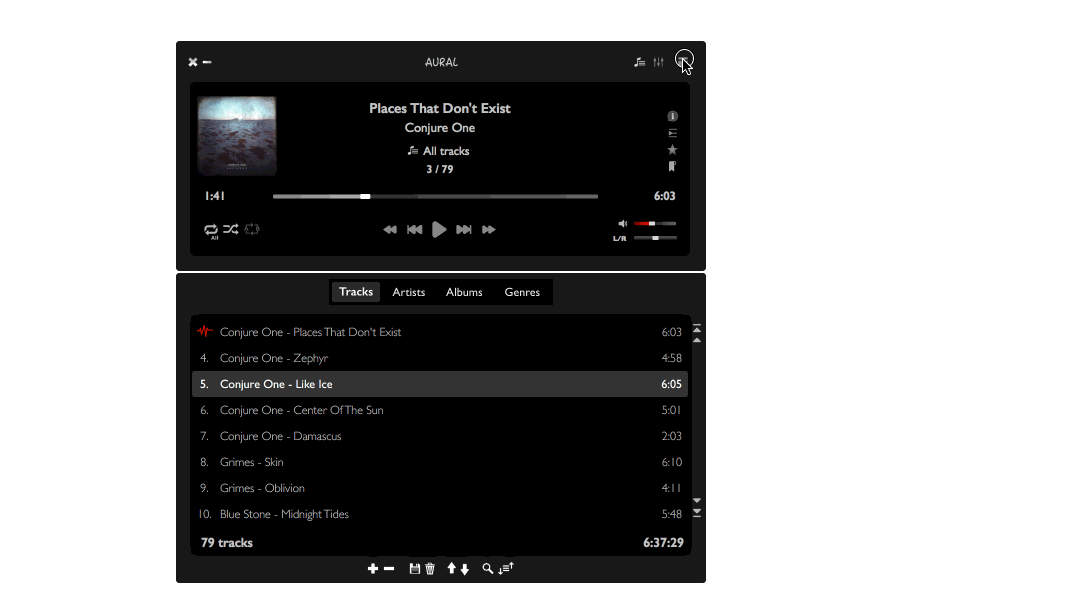 AURAL
Places That Don't Exist
Conjure One
All tracks
3 / 79
1:41 6:03
All
L/R
Tracks Artists Albums Genres
Conjure One - Places That Don't Exist 6:03
4. Conjure One - Zephyr 4:58
5. Conjure One - Like Ice 6:05
6. Conjure One - Center Of The Sun 5:01
7. Conjure One - Damascus 2:03
8. Grimes - Skin 6:10
9. Grimes - Oblivion 4:11
10. Blue Stone - Midnight Tides 5:48
79 tracks 6:37:29